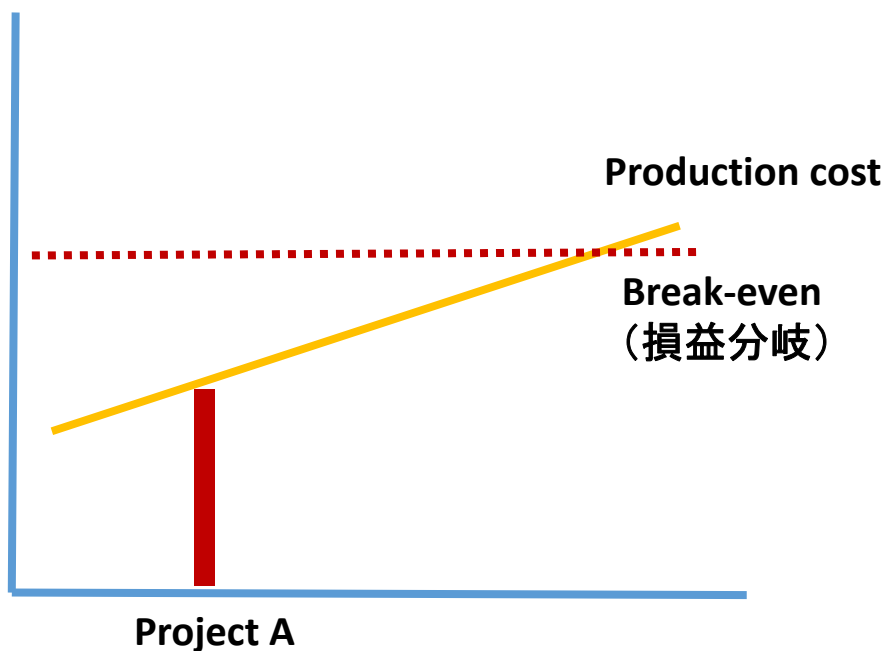 Production cost
Break-even
（損益分岐）
Project A